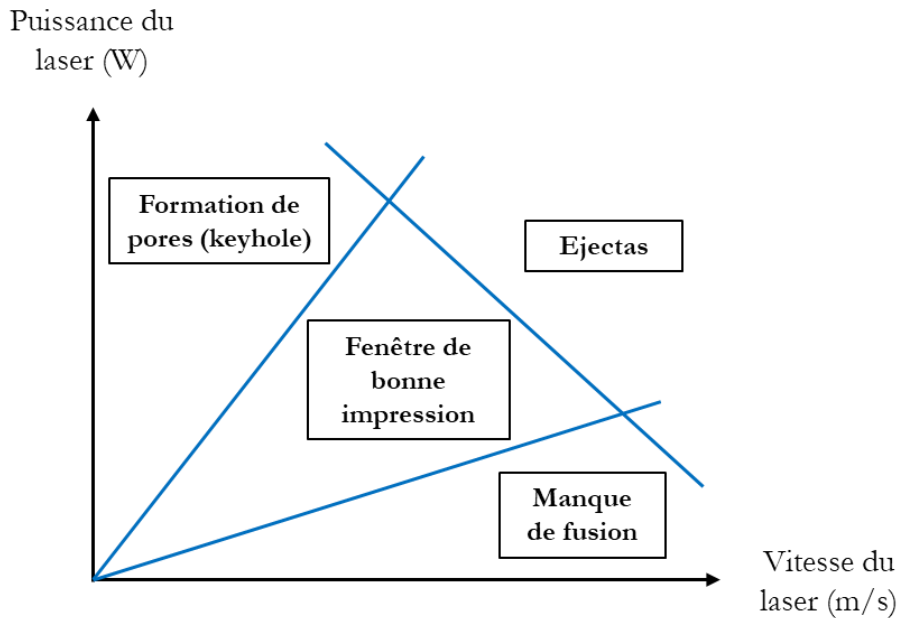 Puissance du
laser (W)
Formation de
pores (keyhole)
Ejectas
Fenêtre de
bonne
impression
Manque
de fusion
Vitesse du
laser (m/s)